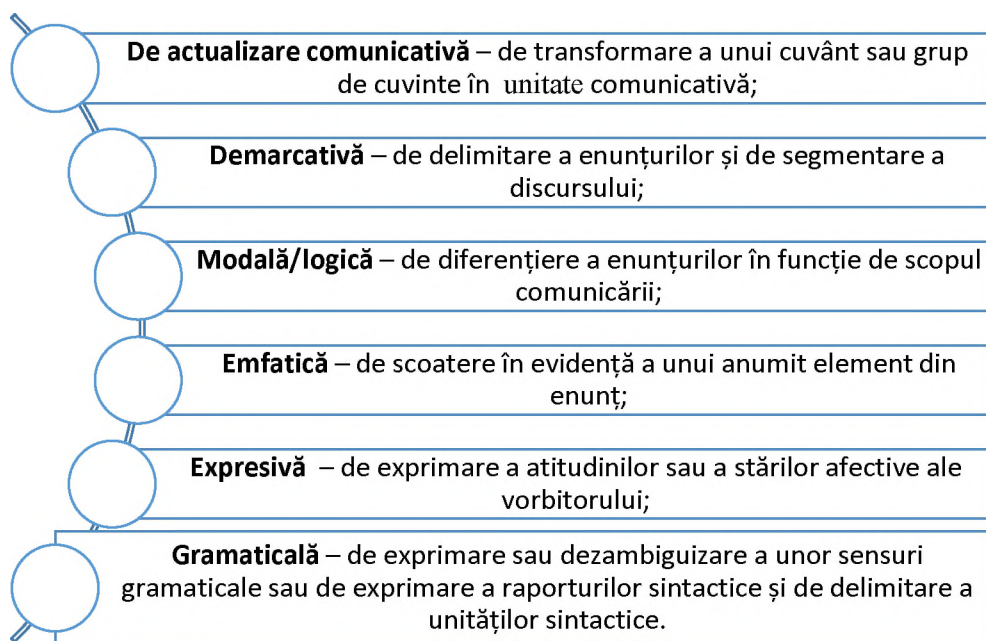 De actualizare comunicativă – de transformare a unui cuvânt sau grup
de cuvinte în unitate comunicativă;
Demarcativă – de delimitare a enunțurilor și de segmentare a
discursului;
Modală/logică – de diferențiere a enunțurilor în funcție de scopul
comunicării;
Emfatică – de scoatere în evidență a unui anumit element din
enunț;
Expresivă – de exprimare a atitudinilor sau a stărilor afective ale
vorbitorului;
Gramaticală – de exprimare sau dezambiguizare a unor sensuri
gramaticale sau de exprimare a raporturilor sintactice și de delimitare a
unităților sintactice.